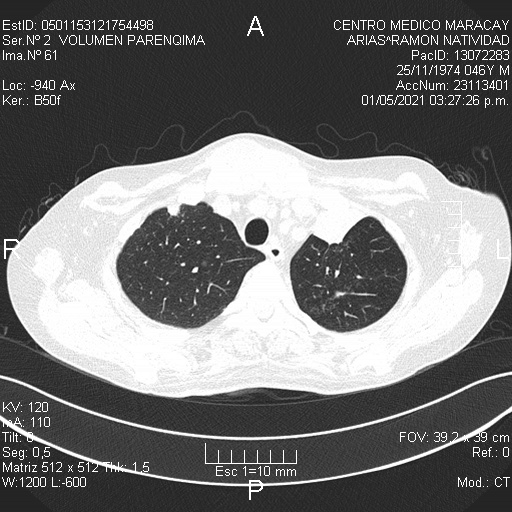 EstID: 0501153121754498
Ser.Nº 2 VOLUMEN PARENQIMA
Ima.Nº 61
Loc: -940 Ax
Ker.: B50f
A
CENTRO MEDICO MARACAY
ARIAS^RAMON NATIVIDAD
PacID: 13072283
25/11/1974 046Y M
AccNum: 23113401
01/05/2021 03:27:26 p.m.
R
L
KV: 120
mA: 110
Tilt: 0
Seg: 0,5
Matriz 512 x 512 Thk: 1.5
W:1200 L:-600
Esc 1=10 mm
P
FOV: 39.2 x 39 cm
Ref.: 0
Mod.: CT